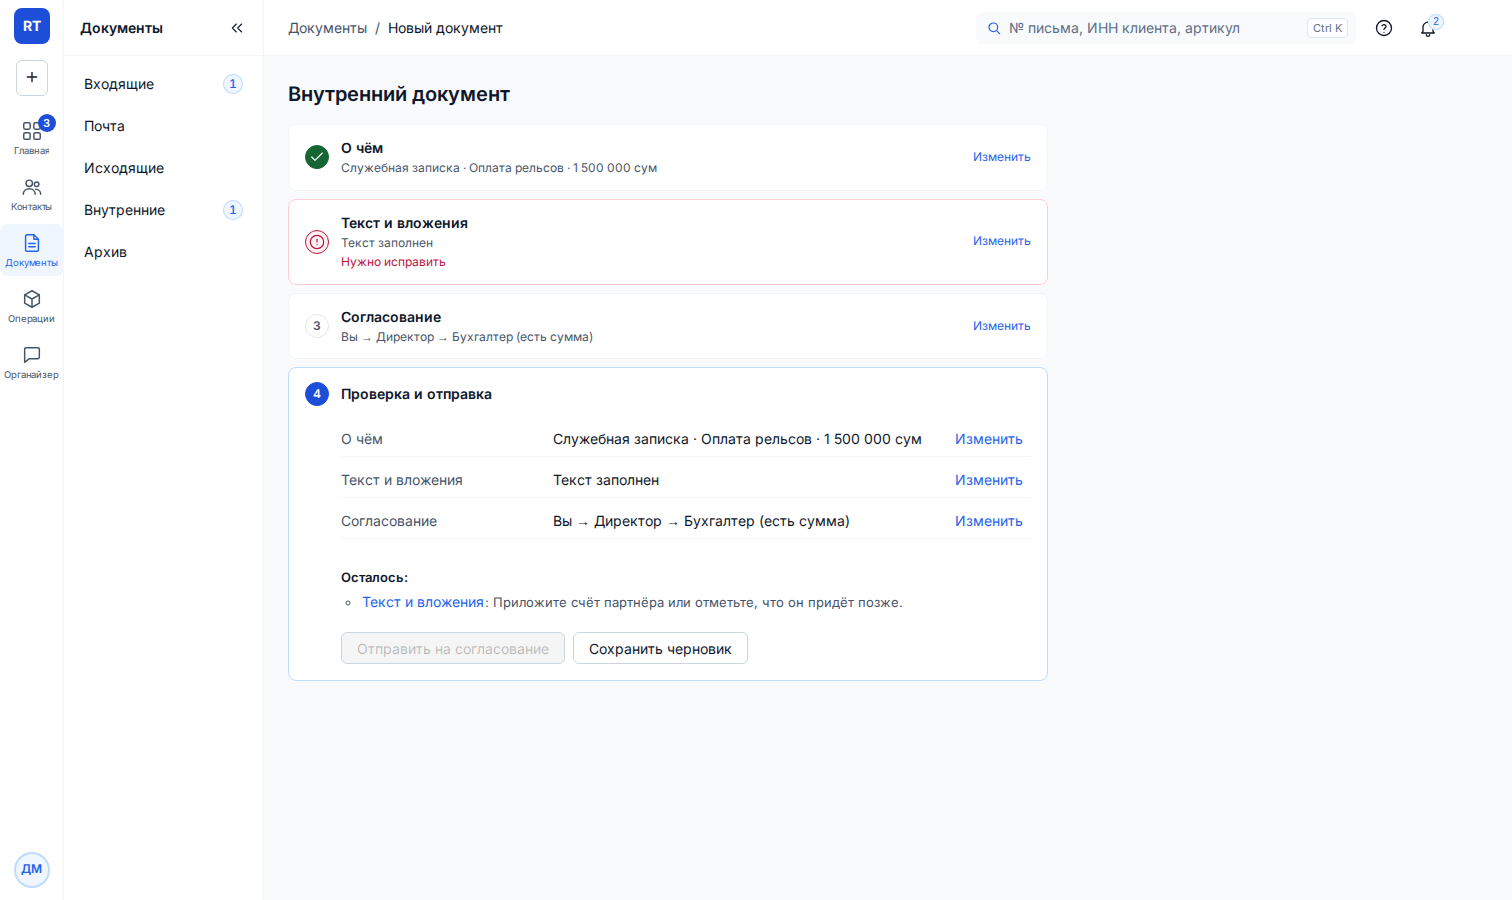 RT
Документы
Документы / Новый документ
№ письма, ИНН клиента, артикул
Ctrl K
2
+
3
Главная
Контакты
Документы
Операции
Органайзер
ДМ
Входящие 1
Почта
Исходящие
Внутренние 1
Архив
Внутренний документ
О чём
Служебная записка · Оплата рельсов · 1 500 000 сум
Изменить
Текст и вложения
Текст заполнен
Нужно исправить
Изменить
3
Согласование
Вы → Директор → Бухгалтер (есть сумма)
Изменить
4 Проверка и отправка
О чём Служебная записка · Оплата рельсов · 1 500 000 сум Изменить
Текст и вложения Текст заполнен Изменить
Согласование Вы → Директор → Бухгалтер (есть сумма) Изменить
Осталось:
Текст и вложения: Приложите счёт партнёра или отметьте, что он придёт позже.
Отправить на согласование Сохранить черновик